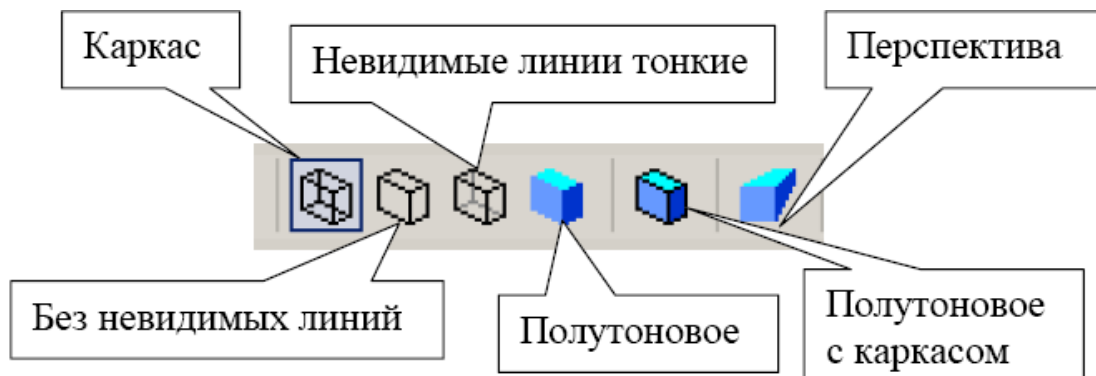 Каркас
Невидимые линии тонкие
Перспектива
Без невидимых линий
Полутоновое
Полутоновое
с каркасом